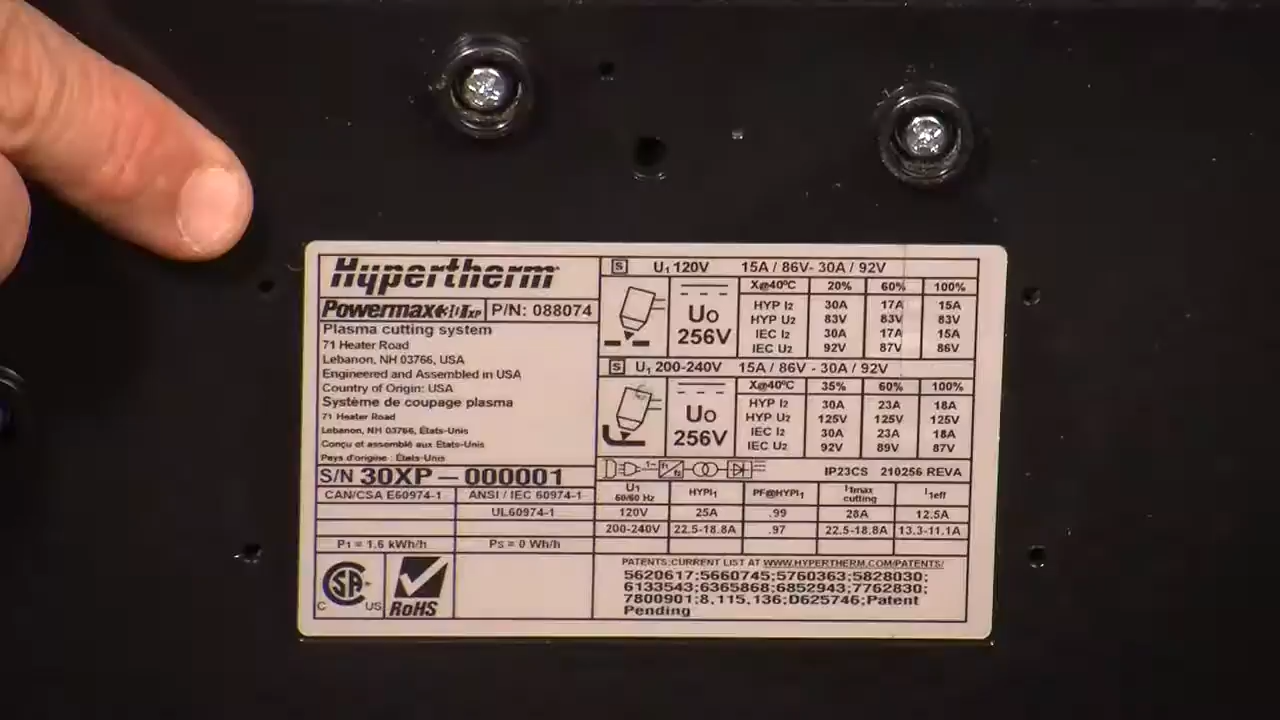 Hypertherm
Powermax30 XP P/N: 088074
Plasma cutting system
71 Heater Road
Lebanon, NH 03766, USA
Engineered and Assembled in USA
Country of Origin: USA
Système de coupage plasma
71 Heater Road
Lebanon, NH 03766, États-Unis
Conçu et assemblé aux États-Unis
Pays d'origine : États-Unis
S/N 30XP-000001
CAN/CSA E60974-1 ANSI / IEC 60974-1
UL60974-1
P1 = 1.6 kWh/h Ps = 0 Wh/h
C SA US
RoHS
S U1 120V 15A / 86V- 30A / 92V
Uo
256V
X@40ºC 20% 60% 100%
HYP I2 30A 17A 15A
HYP U2 83V 83V 83V
IEC I2 30A 17A 15A
IEC U2 92V 87V 86V
S U1 200-240V 15A / 86V - 30A / 92V
Uo
256V
X@40ºC 35% 60% 100%
HYP I2 30A 23A 18A
HYP U2 125V 125V 125V
IEC I2 30A 23A 18A
IEC U2 92V 89V 87V
1~ f1 f2 IP23CS 210256 REVA
U1 50/60 Hz HYPI1 PF@HYPI1 I1max cutting I1eff
120V 25A .99 28A 12.5A
200-240V 22.5-18.8A .97 22.5-18.8A 13.3-11.1A
PATENTS:CURRENT LIST AT WWW.HYPERTHERM.COM/PATENTS/
5620617;5660745;5760363;5828030;
6133543;6365868;6852943;7762830;
7800901;8,115,136;D625746;Patent
Pending